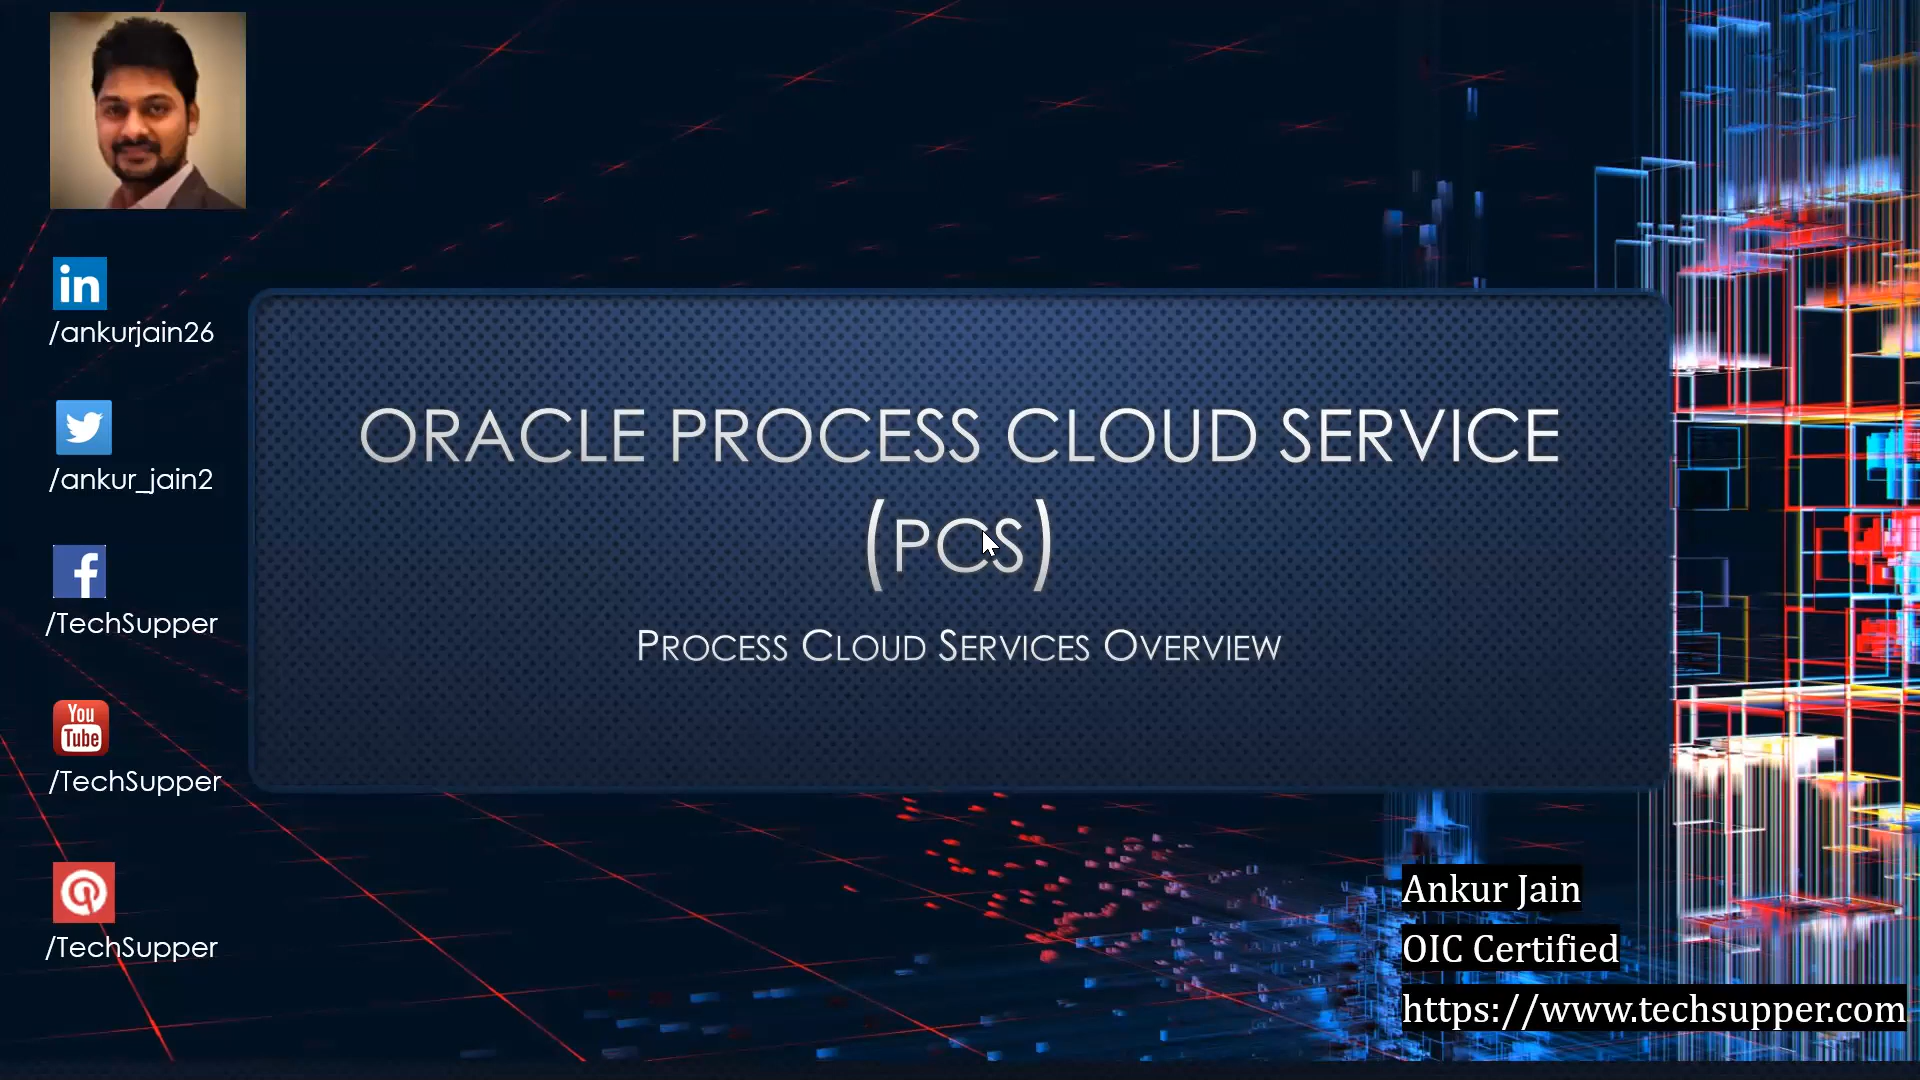 in
/ankurjain26
/ankur_jain2
f
/TechSupper
You
Tube
/TechSupper
/TechSupper
ORACLE PROCESS CLOUD SERVICE
(PCS)
PROCESS CLOUD SERVICES OVERVIEW
Ankur Jain
OIC Certified
https://www.techsupper.com